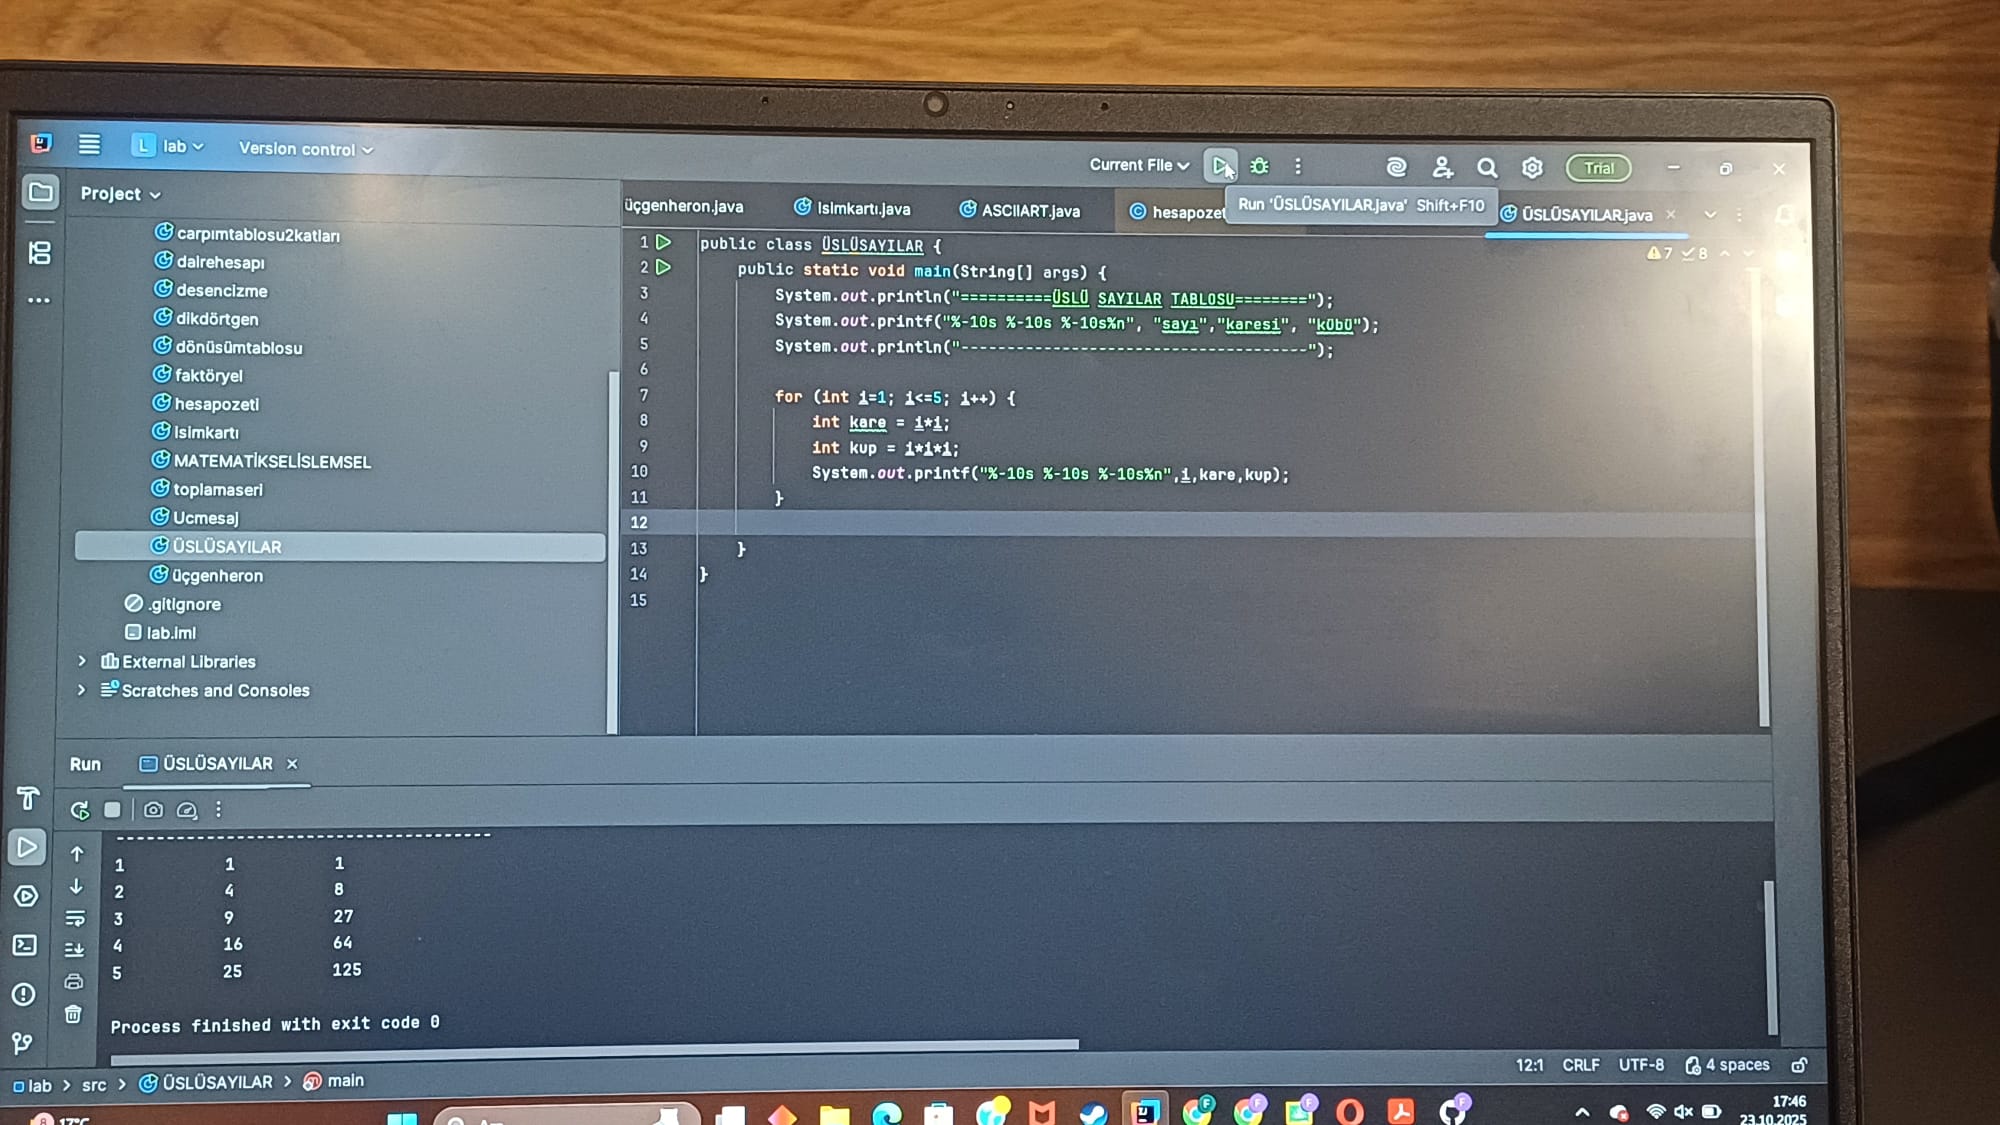 L lab Version control Current File Trial
Project
üçgenheron.java Isimkartı.java ASCIIART.java hesapozet Run 'ÜSLÜSAYILAR.java' Shift+F10 ÜSLÜSAYILAR.java
7 8
carpımtablosu2katları
dairehesapı
desencizme
dikdörtgen
dönüsümtablosu
faktöryel
hesapozeti
Isimkartı
MATEMATİKSELİSLEMSEL
toplamaseri
Ucmesaj
ÜSLÜSAYILAR
üçgenheron
.gitignore
lab.iml
External Libraries
Scratches and Consoles
1 public class ÜSLÜSAYILAR {
2 public static void main(String[] args) {
3 System.out.println("==========ÜSLÜ SAYILAR TABLOSU========");
4 System.out.printf("%-10s %-10s %-10s%n", "sayı","karesi", "kübü");
5 System.out.println("--------------------------------------");
6
7 for (int i=1; i<=5; i++) {
8 int kare = i*i;
9 int kup = i*i*i;
10 System.out.printf("%-10s %-10s %-10s%n",i,kare,kup);
11 }
12
13 }
14 }
15
Run ÜSLÜSAYILAR
--------------------------------------
1 1 1
2 4 8
3 9 27
4 16 64
5 25 125
Process finished with exit code 0
lab > src > ÜSLÜSAYILAR > main 12:1 CRLF UTF-8 4 spaces
17°C
17:46
23.10.2025